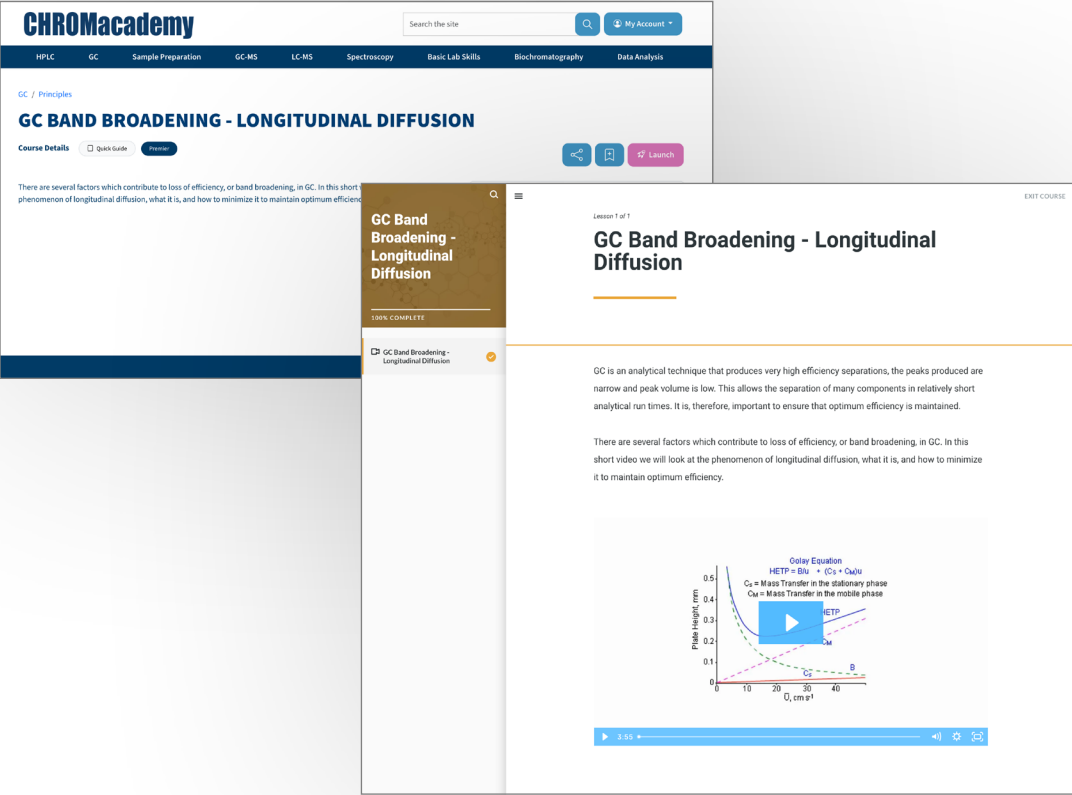 CHROMacademy
Search the site
My Account
HPLC
GC
Sample Preparation
GC-MS
LC-MS
Spectroscopy
Basic Lab Skills
Biochromatography
Data Analysis
GC / Principles
GC BAND BROADENING - LONGITUDINAL DIFFUSION
Course Details
Quick Guide
Premier
Launch
There are several factors which contribute to loss of efficiency, or band broadening, in GC. In this short
phenomenon of longitudinal diffusion, what it is, and how to minimize it to maintain optimum
GC Band
Broadening -
Longitudinal
Diffusion
100% COMPLETE
GC Band Broadening -
Longitudinal Diffusion
EXIT COURSE
Lesson 1 of 1
GC Band Broadening - Longitudinal
Diffusion
GC is an analytical technique that produces very high efficiency separations, the peaks produced are
narrow and peak volume is low. This allows the separation of many components in relatively short
analytical run times. It is, therefore, important to ensure that optimum efficiency is maintained.
There are several factors which contribute to loss of efficiency, or band broadening, in GC. In this
short video we will look at the phenomenon of longitudinal diffusion, what it is, and how to minimize
it to maintain optimum efficiency.
Golay Equation
HETP = B/u + (Cs + CM)u
Cs = Mass Transfer in the stationary phase
CM = Mass Transfer in the mobile phase
Plate Height, mm
0.5
0.4
0.3
0.2
0.1
0
HETP
CM
B
Cs
0 10 20 30 40
Ū, cm s-1
3:55